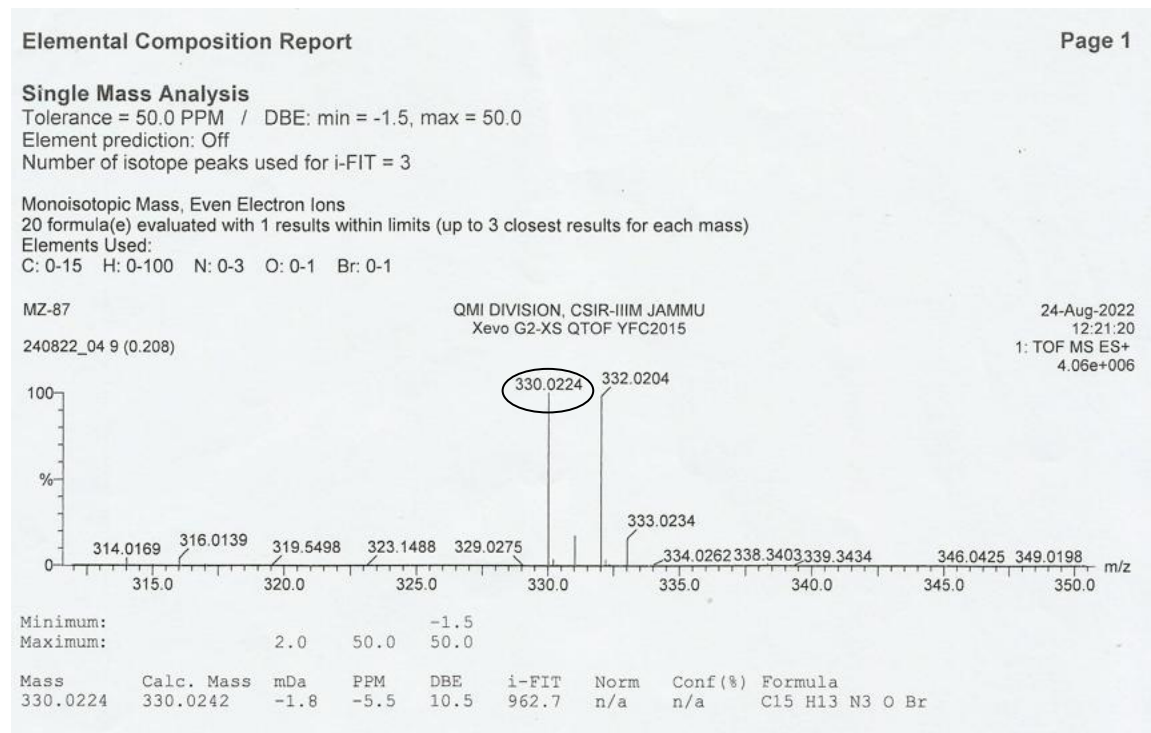 Elemental Composition Report Page 1
Single Mass Analysis
Tolerance = 50.0 PPM / DBE: min = -1.5, max = 50.0
Element prediction: Off
Number of isotope peaks used for i-FIT = 3
Monoisotopic Mass, Even Electron Ions
20 formula(e) evaluated with 1 results within limits (up to 3 closest results for each mass)
Elements Used:
C: 0-15 H: 0-100 N: 0-3 O: 0-1 Br: 0-1
MZ-87 QMI DIVISION, CSIR-IIIM JAMMU 24-Aug-2022
Xevo G2-XS QTOF YFC2015 12:21:20
240822_04 9 (0.208) 1: TOF MS ES+
4.06e+006
100 330.0224 332.0204
%
333.0234
314.0169 316.0139 319.5498 323.1488 329.0275 334.0262 338.3403 339.3434 346.0425 349.0198
0 m/z
315.0 320.0 325.0 330.0 335.0 340.0 345.0 350.0
Minimum: -1.5
Maximum: 2.0 50.0 50.0
Mass Calc. Mass mDa PPM DBE i-FIT Norm Conf(%) Formula
330.0224 330.0242 -1.8 -5.5 10.5 962.7 n/a n/a C15 H13 N3 O Br